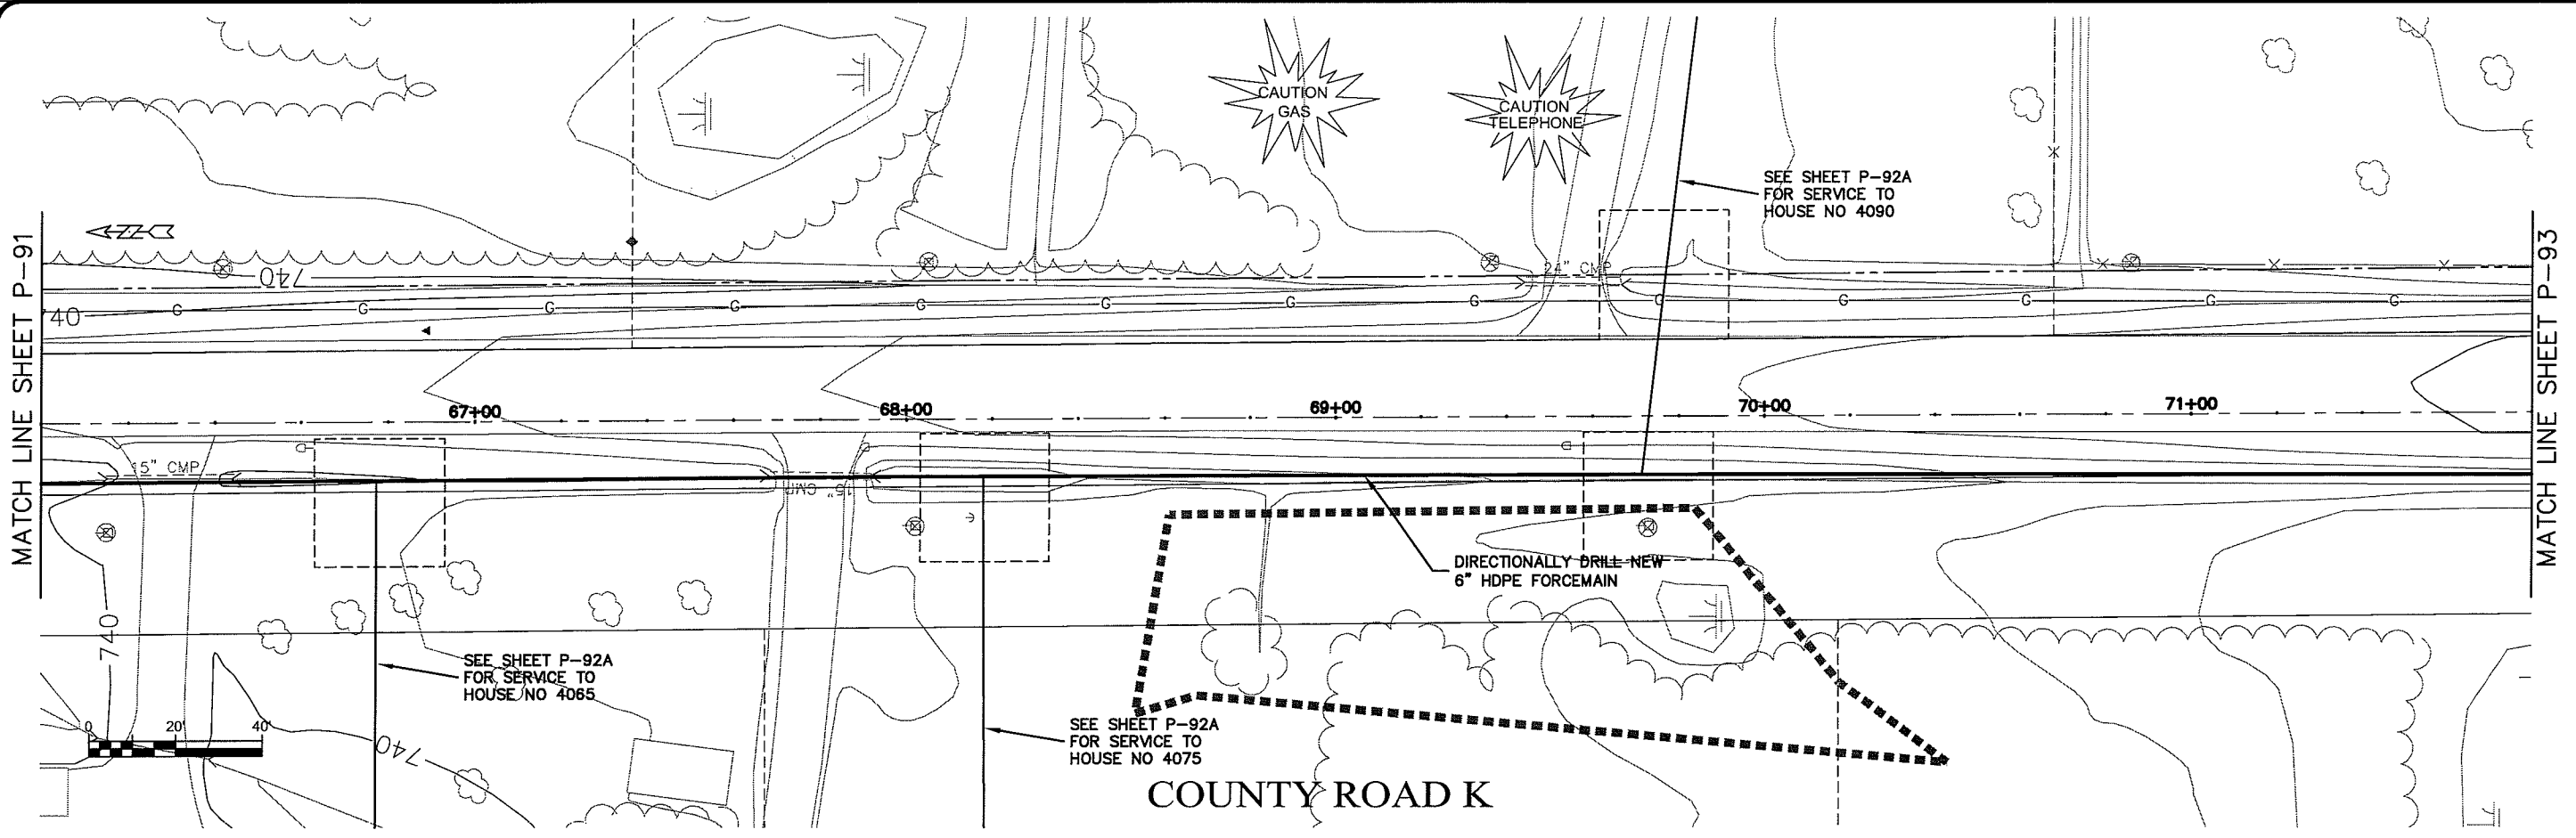 CAUTION
GAS
CAUTION
TELEPHONE
SEE SHEET P-92A
FOR SERVICE TO
HOUSE NO 4090
MATCH LINE SHEET P-91
MATCH LINE SHEET P-93
N
740
740
24" CMP
G G G G G G G G G G G G G
67+00
68+00
69+00
70+00
71+00
15" CMP
15" CMP
DIRECTIONALLY DRILL NEW
6" HDPE FORCEMAIN
740
SEE SHEET P-92A
FOR SERVICE TO
HOUSE NO 4065
0 20' 40'
740
SEE SHEET P-92A
FOR SERVICE TO
HOUSE NO 4075
COUNTY ROAD K